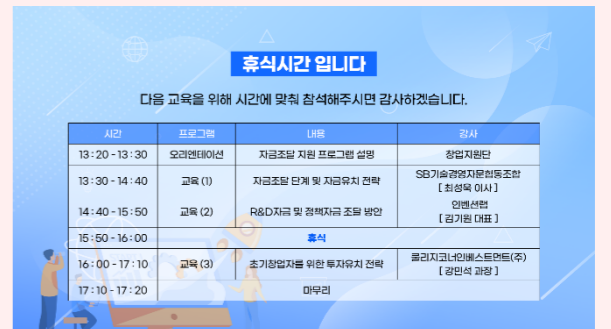 휴식시간 입니다
다음 교육을 위해 시간에 맞춰 참석해주시면 감사하겠습니다.
시간 프로그램 내용 강사
13:20 - 13:30 오리엔테이션 자금조달 지원 프로그램 설명 창업지원단
13:30 - 14:40 교육 (1) 자금조달 단계 및 자금유치 전략 SB기술경영자문협동조합
[ 최성욱 이사 ]
14:40 - 15:50 교육 (2) R&D자금 및 정책자금 조달 방안 인벤션랩
[ 김기원 대표 ]
15:50 - 16:00 휴식
16:00 - 17:10 교육 (3) 초기창업자를 위한 투자유치 전략 콜리지코너인베스트먼트(주)
[ 강민석 과장 ]
17:10 - 17:20 마무리